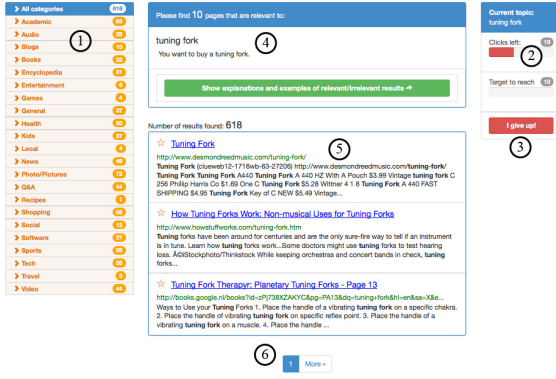 All categories 618
Academic
Audio
Blogs 10
Books
Encyclopedia 31
Entertainment
Games 4
General 37
Health
Kids 37
Local 4
News 46
Photo/Pictures
Q&A 44
Recipes 1
Shopping
Social 12
Software 21
Sports
Tech
Travel
Video 44
1
Please find 10 pages that are relevant to:
tuning fork
4
You want to buy a tuning fork.
Show explanations and examples of relevant/irrelevant results
Number of results found: 618
5
☆ Tuning Fork
http://www.desmondreedmusic.com/tuning-fork/
Tuning Fork (clueweb12-1716wb-63-27206) http://www.desmondreedmusic.com/tuning-fork/
Tuning Fork Tuning Fork A440 Tuning Fork A 440 HZ With A Pouch $3.99 Vintage tuning fork C
256 Phillip Harris Co $1.69 One C Tuning Fork $5.28 Wittner 4 1 8 Tuning Fork A 440 FAST
SHIPPING $4.95 Tuning Fork Key of C NEW $5.49 Vintage...
☆ How Tuning Forks Work: Non-musical Uses for Tuning Forks
http://www.howstuffworks.com/tuning-fork.htm
Tuning forks have been around for centuries and are the only sure-fire way to tell if an instrument
is in tune. Learn how tuning forks work...Some doctors might use tuning forks to test hearing
loss. Â©iStockphoto/Thinkstock While keeping orchestras and concert bands in check, tuning
forks...
☆ Tuning Fork Therapyr: Planetary Tuning Forks - Page 13
http://books.google.nl/books?id=zPj738XZAKYC&pg=PA13&dq=tuning+fork&hl=en&sa=X&e...
Ways to Use your Tuning Forks 1. Place the handle of a vibrating tuning fork on a specific chakra.
2. Place the handle of vibrating tuning fork on specific reflex point. 3. Place the handle of a
vibrating tuning fork on a muscle. 4. Place the handle ...
6
1 More »
Current topic:
tuning fork
Clicks left: 19
2
Target to reach 10
I give up!
3